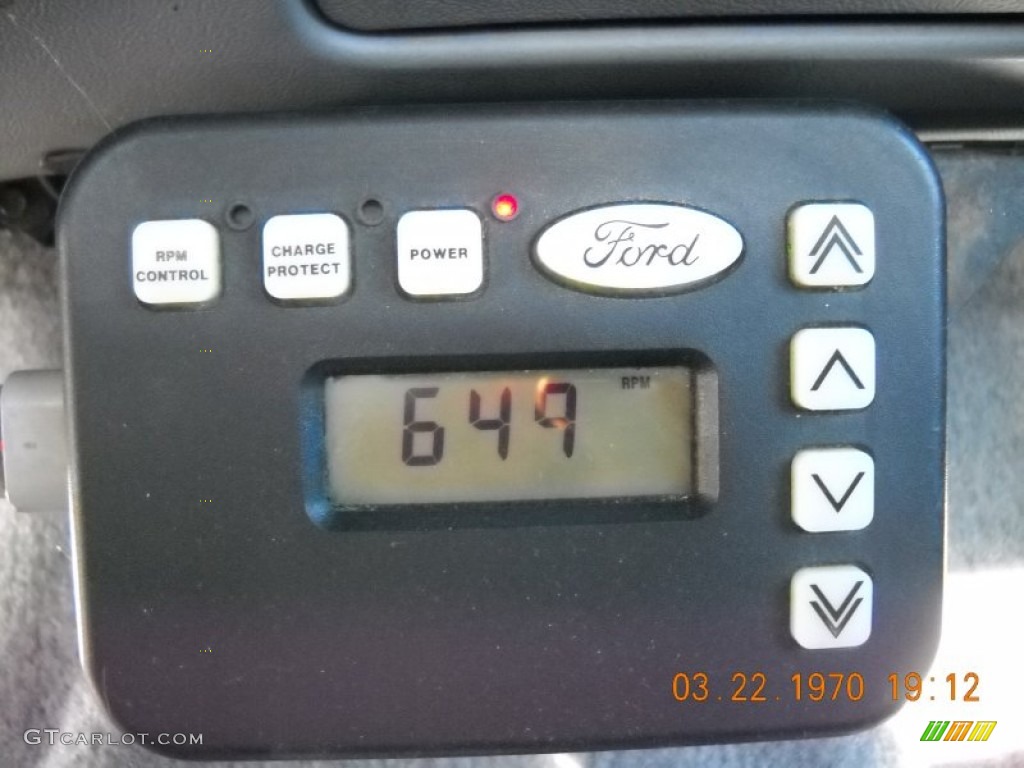 RPM
CONTROL
CHARGE
PROTECT
POWER
Ford
649 RPM
03.22.1970 19:12
GTCARLOT.COM